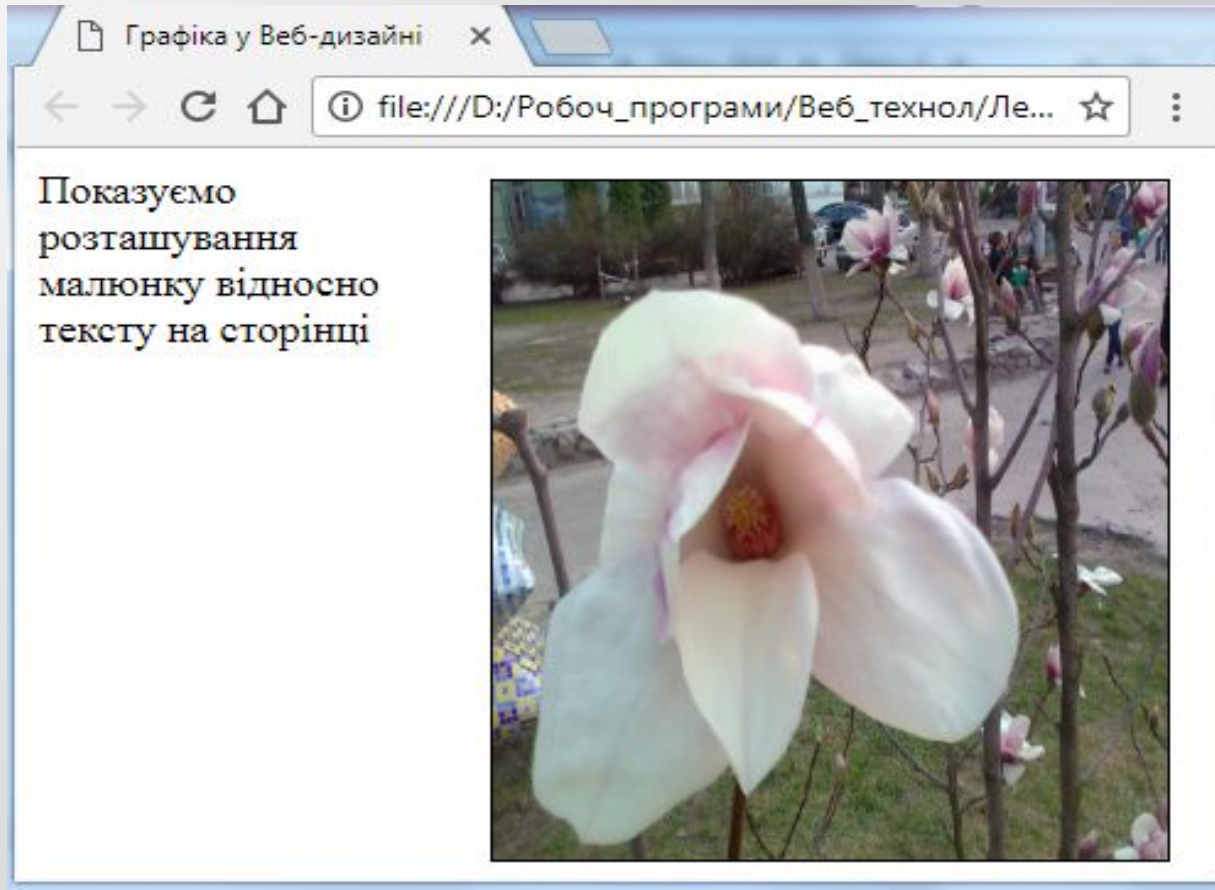 Графіка у Веб-дизайні
file:///D:/Робоч_програми/Веб_технол/Ле...
Показуємо
розташування
малюнку відносно
тексту на сторінці